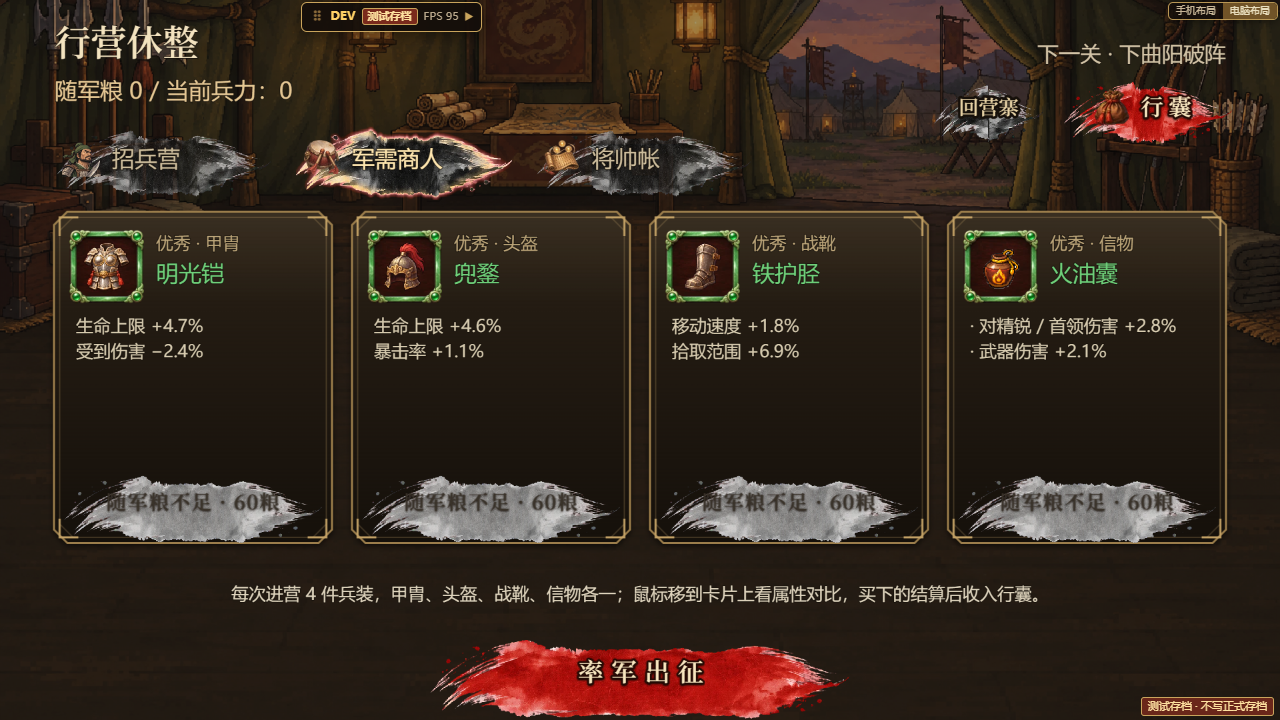 DEV 测试存档 FPS 95 ▶
手机布局 电脑布局
行营休整
随军粮 0 / 当前兵力：0
下一关 · 下曲阳破阵
回营寨
行囊
招兵营
军需商人
将帅帐
优秀 · 甲胄
明光铠
生命上限 +4.7%
受到伤害 −2.4%
随军粮不足 · 60粮
优秀 · 头盔
兜鍪
生命上限 +4.6%
暴击率 +1.1%
随军粮不足 · 60粮
优秀 · 战靴
铁护胫
移动速度 +1.8%
拾取范围 +6.9%
随军粮不足 · 60粮
优秀 · 信物
火油囊
· 对精锐 / 首领伤害 +2.8%
· 武器伤害 +2.1%
随军粮不足 · 60粮
每次进营 4 件兵装，甲胄、头盔、战靴、信物各一；鼠标移到卡片上看属性对比，买下的结算后收入行囊。
率军出征
测试存档 · 不写正式存档